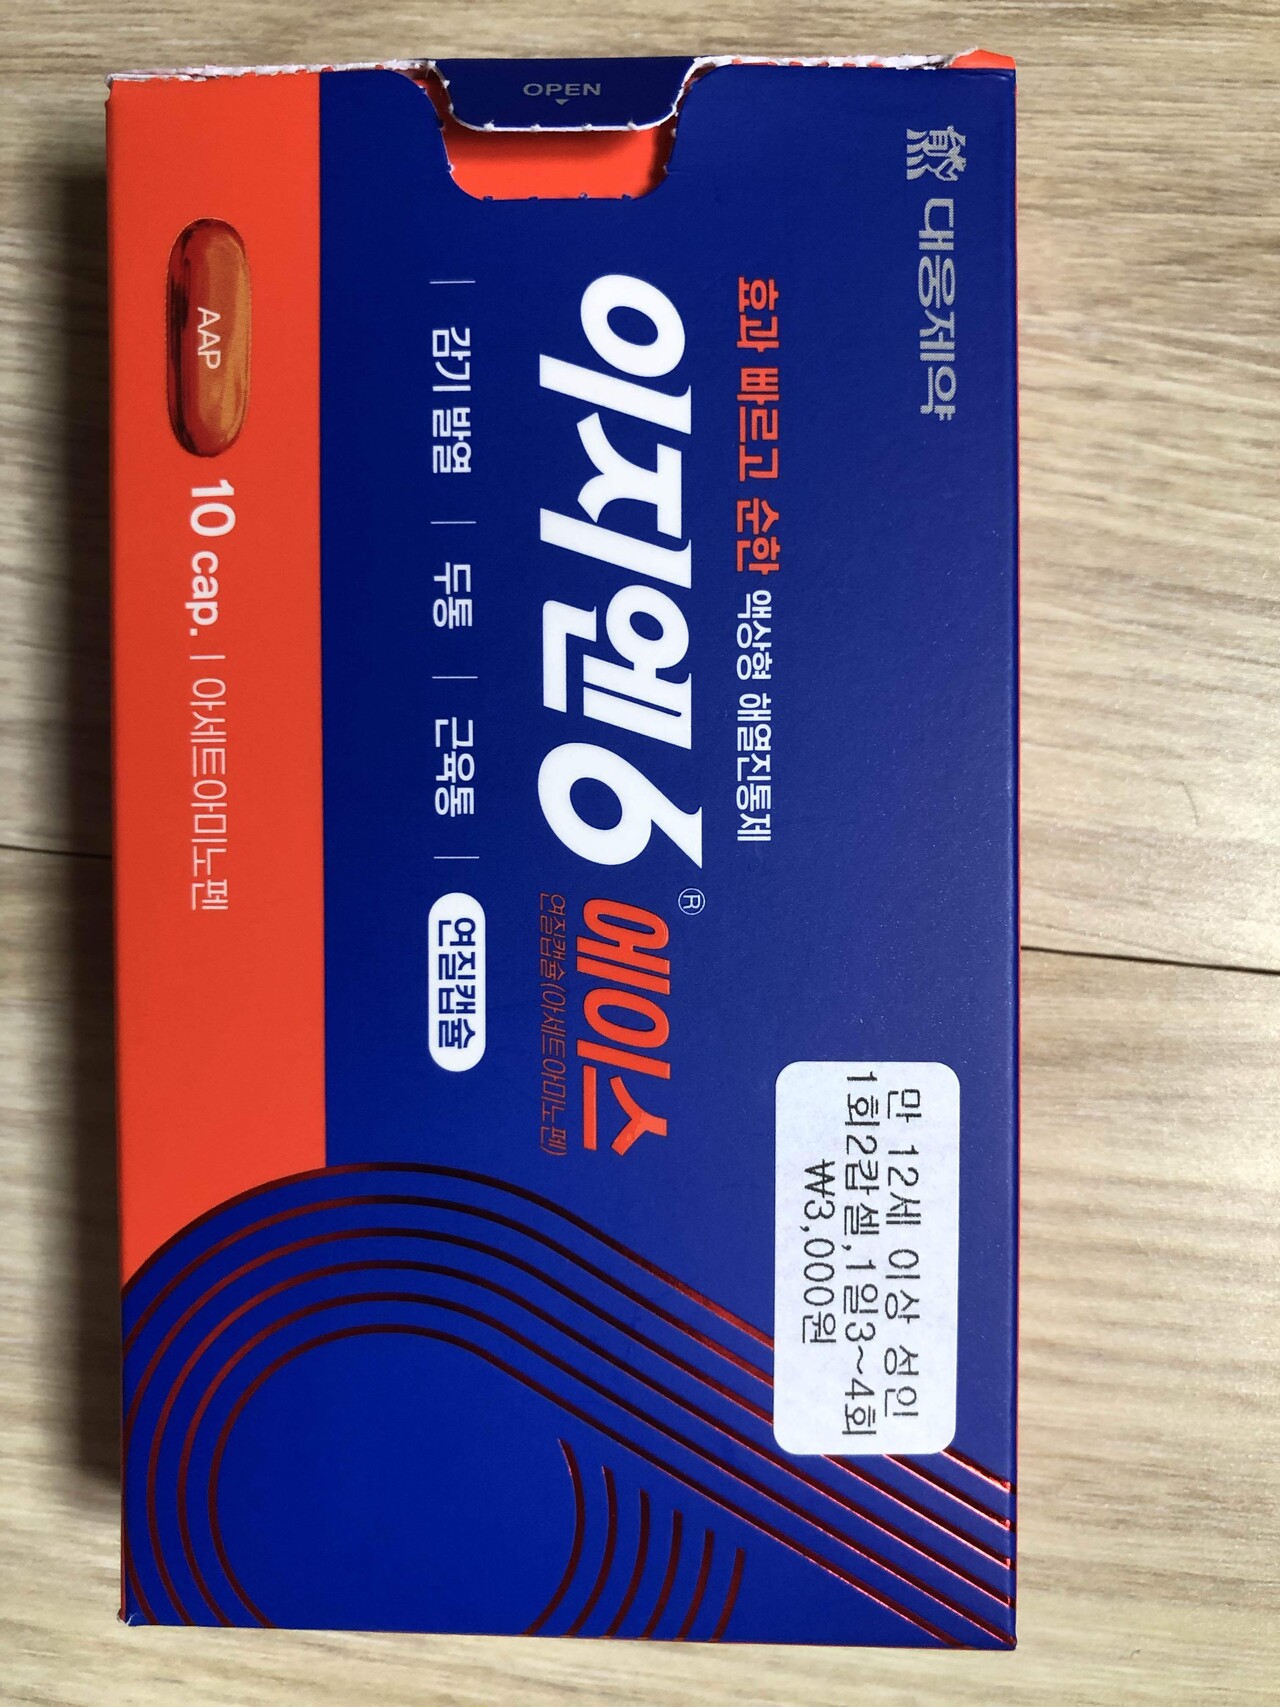 대웅제약
효과 빠르고 순한 액상형 해열진통제
이지엔6® 에이스
연질캡슐(아세트아미노펜)
| 감기 발열 | 두통 | 근육통 | 연질캡슐
AAP
10 cap. | 아세트아미노펜
OPEN
만 12세 이상 성인
1회2캅셀,1일3~4회
₩3,000원